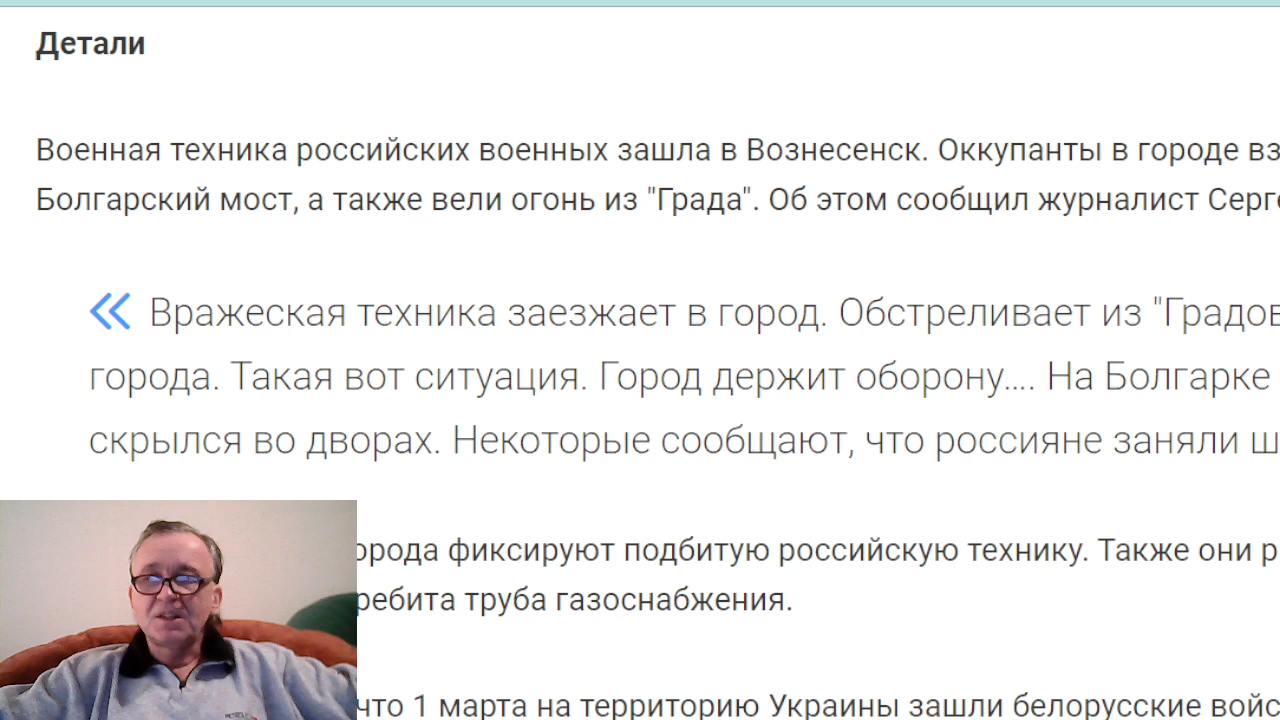 Детали
Военная техника российских военных зашла в Вознесенск. Оккупанты в городе вз
Болгарский мост, а также вели огонь из "Града". Об этом сообщил журналист Серг
« Вражеская техника заезжает в город. Обстреливает из "Градов
города. Такая вот ситуация. Город держит оборону…. На Болгарке
скрылся во дворах. Некоторые сообщают, что россияне заняли ш
орода фиксируют подбитую российскую технику. Также они р
ребита труба газоснабжения.
что 1 марта на территорию Украины зашли белорусские войс